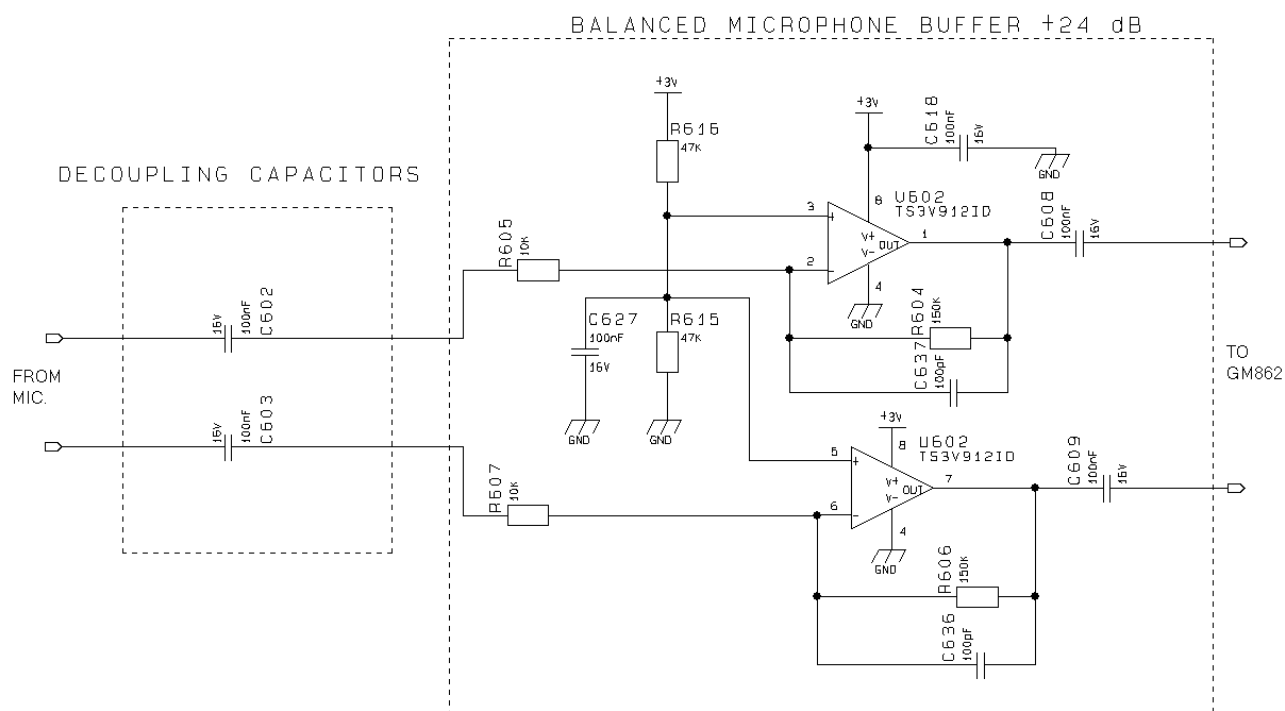 BALANCED MICROPHONE BUFFER +24 dB
DECOUPLING CAPACITORS
+3V
R616
47K
+3V
C618
100nF
16V
GND
U602
TS3V912ID
8
3
+
V+
OUT
V-
1
2
-
4
GND
C608
100nF
16V
R605
10K
C602
16V
100nF
C627
100nF
16V
GND
R615
47K
GND
R604
150K
C637
100pF
FROM
MIC.
TO
GM862
C603
16V
100nF
+3V
8
U602
TS3V912ID
5
+
V+
OUT
V-
7
6
-
4
GND
C609
100nF
16V
R607
10K
R606
150K
C636
100pF